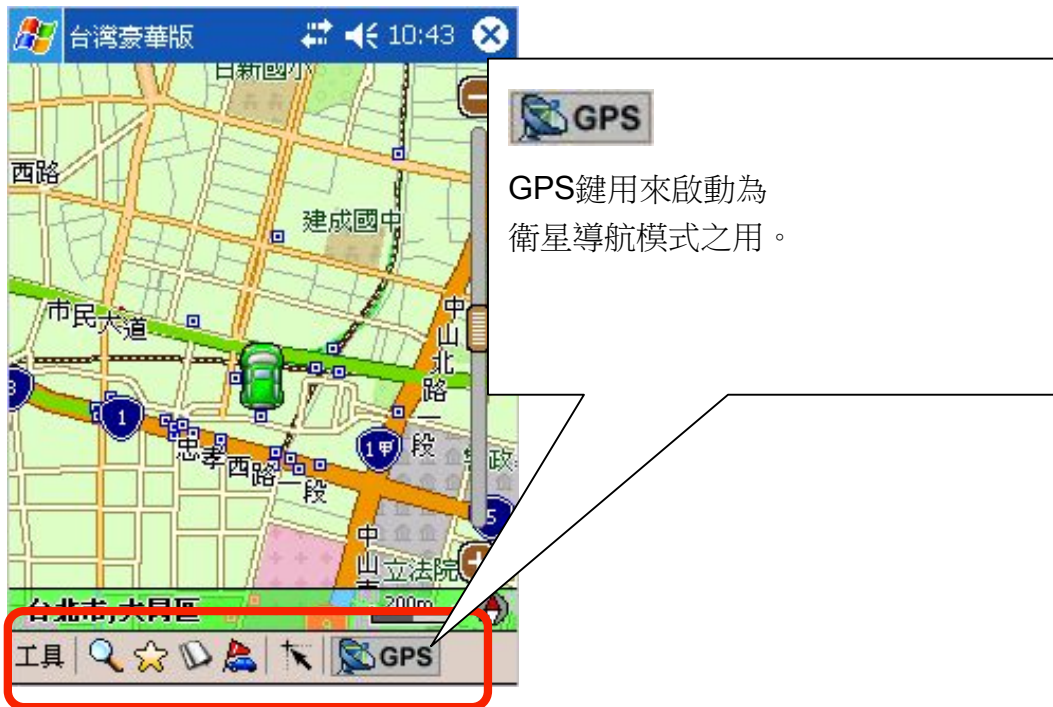 台灣豪華版 10:43
日新國小
西路
建成國中
市民大道
中山北路一段
1
1甲
忠孝西路一段
5
中山
立法院
台北市,大同區 200m
工具 GPS
GPS
GPS鍵用來啟動為
衛星導航模式之用。